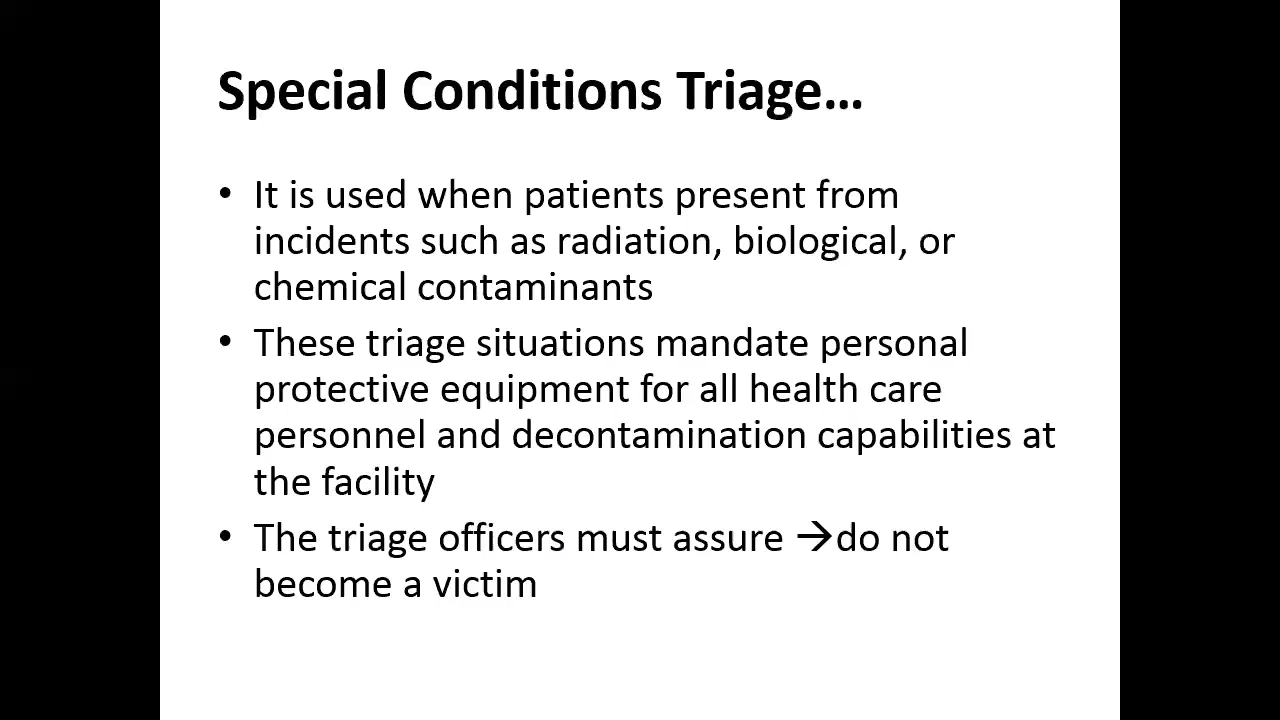 Special Conditions Triage…
• It is used when patients present from
incidents such as radiation, biological, or
chemical contaminants
• These triage situations mandate personal
protective equipment for all health care
personnel and decontamination capabilities at
the facility
• The triage officers must assure →do not
become a victim